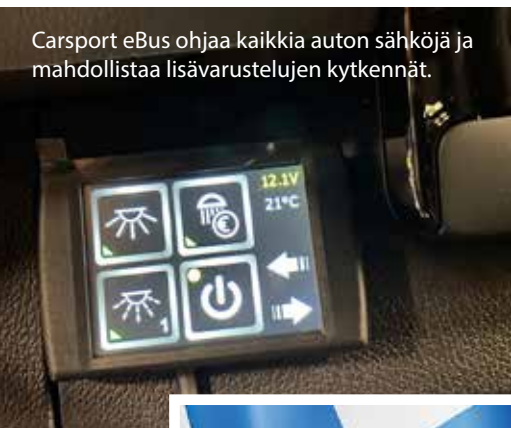 Carsport eBus ohjaa kaikkia auton sähköjä ja
mahdollistaa lisävarustelujen kytkennät.
12.1V
21°C
€
1